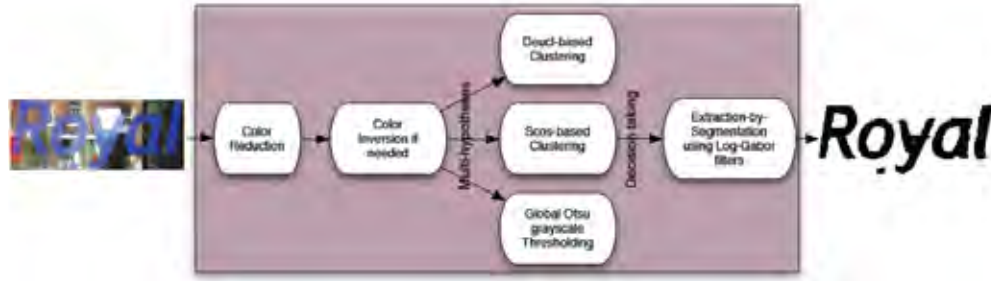 Royal
Color
Reduction
Color
Inversion if
needed
Multi-hypotheses
Deucl-based
Clustering
Scos-based
Clustering
Global Otsu
grayscale
Thresholding
Decision taking
Extraction-by-
Segmentation
using Log-Gabor
filters
Royal